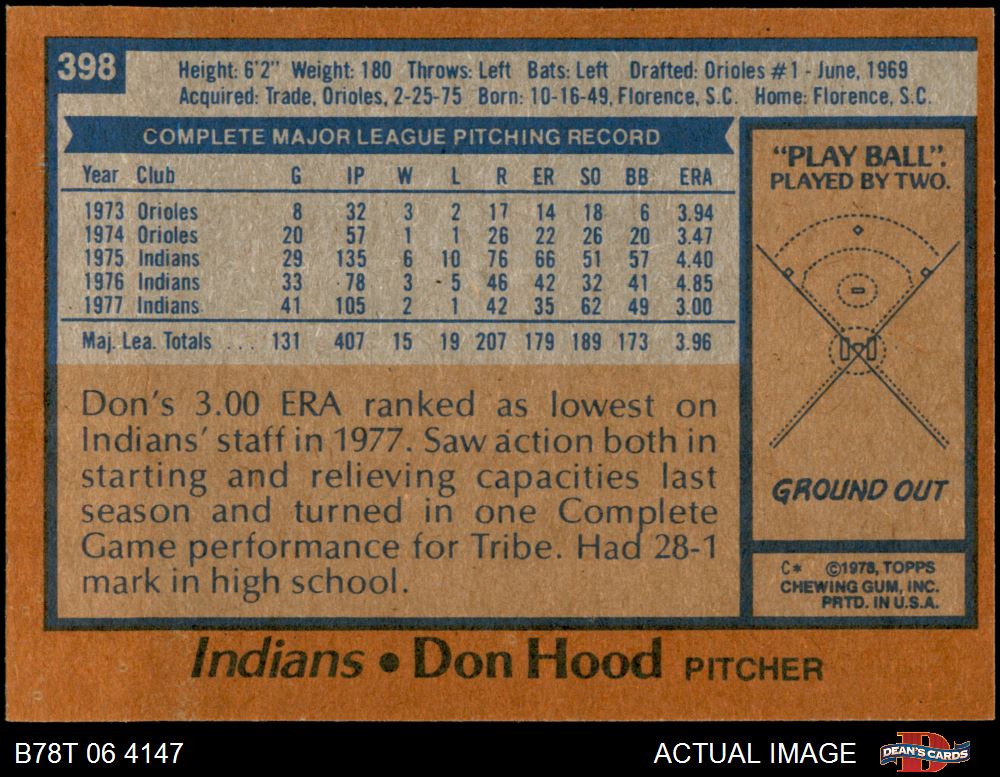 398
Height: 6'2" Weight: 180 Throws: Left Bats: Left Drafted: Orioles #1 - June, 1969
Acquired: Trade, Orioles, 2-25-75 Born: 10-16-49, Florence, S.C. Home: Florence, S.C.
COMPLETE MAJOR LEAGUE PITCHING RECORD
Year Club G IP W L R ER SO BB ERA
1973 Orioles 8 32 3 2 17 14 18 6 3.94
1974 Orioles 20 57 1 1 26 22 26 20 3.47
1975 Indians 29 135 6 10 76 66 51 57 4.40
1976 Indians 33 78 3 5 46 42 32 41 4.85
1977 Indians 41 105 2 1 42 35 62 49 3.00
Maj. Lea. Totals ... 131 407 15 19 207 179 189 173 3.96
Don's 3.00 ERA ranked as lowest on
Indians' staff in 1977. Saw action both in
starting and relieving capacities last
season and turned in one Complete
Game performance for Tribe. Had 28-1
mark in high school.
"PLAY BALL".
PLAYED BY TWO.
GROUND OUT
C* ©1978, TOPPS
CHEWING GUM, INC.
PRTD. IN U.S.A.
Indians • Don Hood PITCHER
B78T 06 4147
ACTUAL IMAGE
DEAN'S CARDS